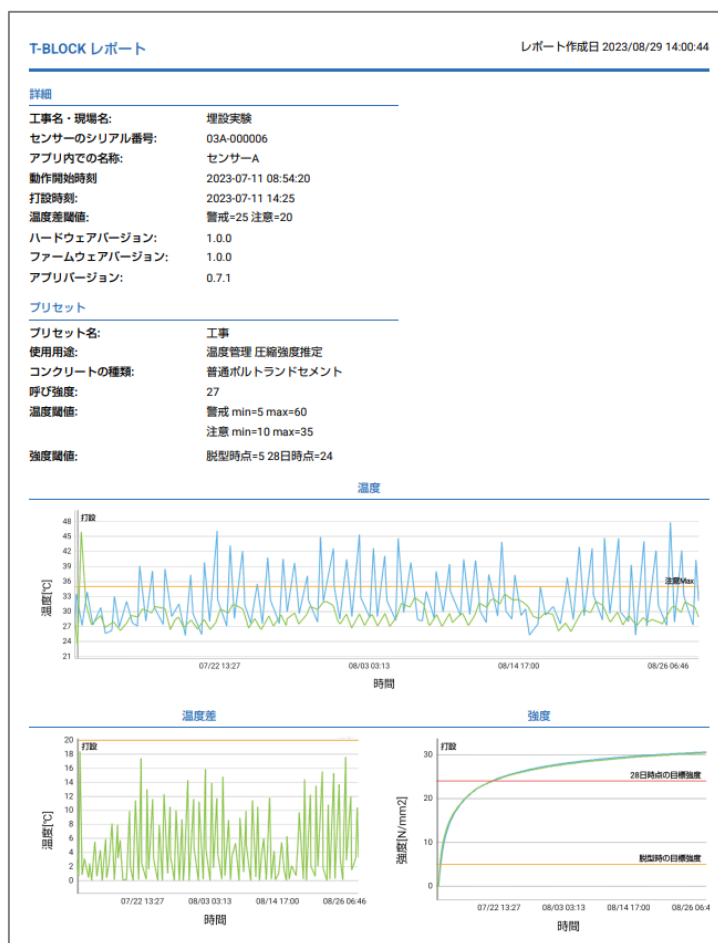 T-BLOCK レポート
レポート作成日 2023/08/29 14:00:44
詳細
工事名・現場名: 埋設実験
センサーのシリアル番号: 03A-000006
アプリ内での名称: センサーA
動作開始時刻 2023-07-11 08:54:20
打設時刻: 2023-07-11 14:25
温度差閾値: 警戒=25 注意=20
ハードウェアバージョン: 1.0.0
ファームウェアバージョン: 1.0.0
アプリバージョン: 0.7.1
プリセット
プリセット名: 工事
使用用途: 温度管理 圧縮強度推定
コンクリートの種類: 普通ポルトランドセメント
呼び強度: 27
温度閾値: 警戒 min=5 max=60
注意 min=10 max=35
強度閾値: 脱型時点=5 28日時点=24
温度
48
45
42
39
36
33
30
27
24
21
温度[℃]
打設
注意Max
07/22 13:27
08/03 03:13
08/14 17:00
08/26 06:46
時間
温度差
20
18
16
14
12
10
8
6
4
2
0
温度[℃]
打設
07/22 13:27
08/03 03:13
08/14 17:00
08/26 06:46
時間
強度
30
20
10
0
強度[N/mm2]
打設
28日時点の目標強度
脱型時の目標強度
07/22 13:27
08/03 03:13
08/14 17:00
08/26 06:4
時間